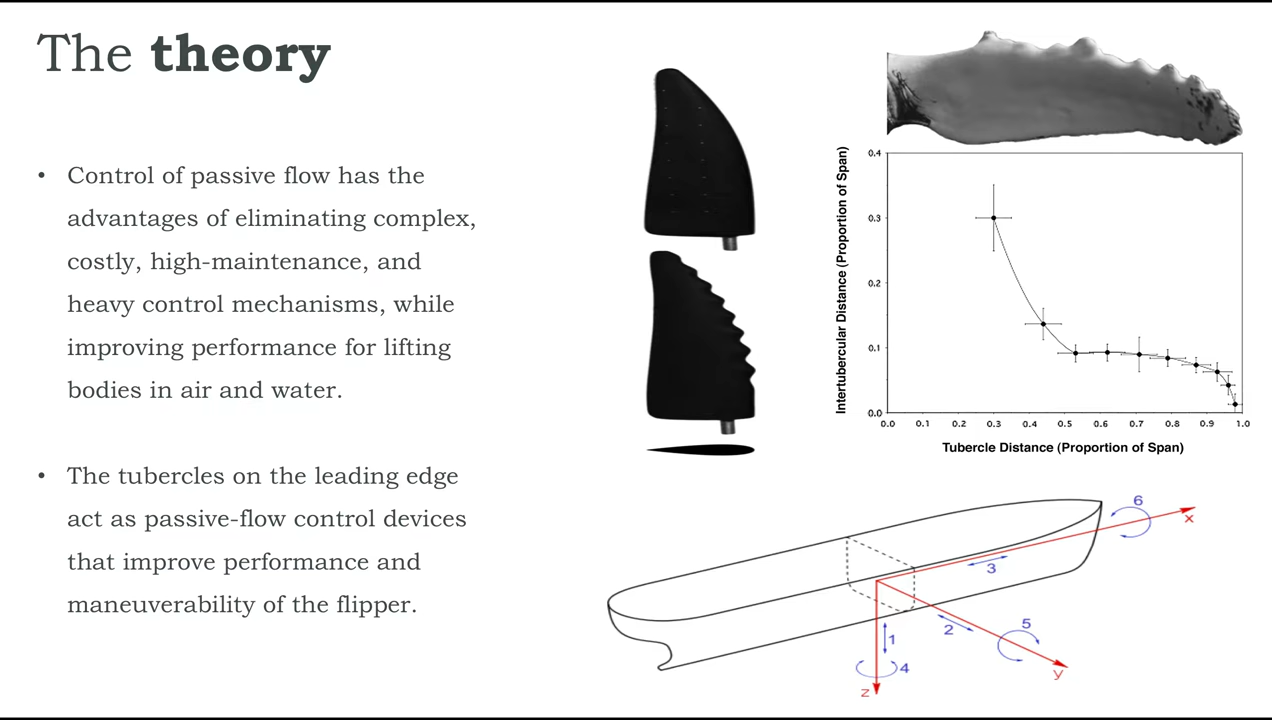 The theory
• Control of passive flow has the
advantages of eliminating complex,
costly, high-maintenance, and
heavy control mechanisms, while
improving performance for lifting
bodies in air and water.
• The tubercles on the leading edge
act as passive-flow control devices
that improve performance and
maneuverability of the flipper.
Intertubercular Distance (Proportion of Span)
0.4
0.3
0.2
0.1
0.0
0.0 0.1 0.2 0.3 0.4 0.5 0.6 0.7 0.8 0.9 1.0
Tubercle Distance (Proportion of Span)
6
x
3
2
5
1
4
y
z